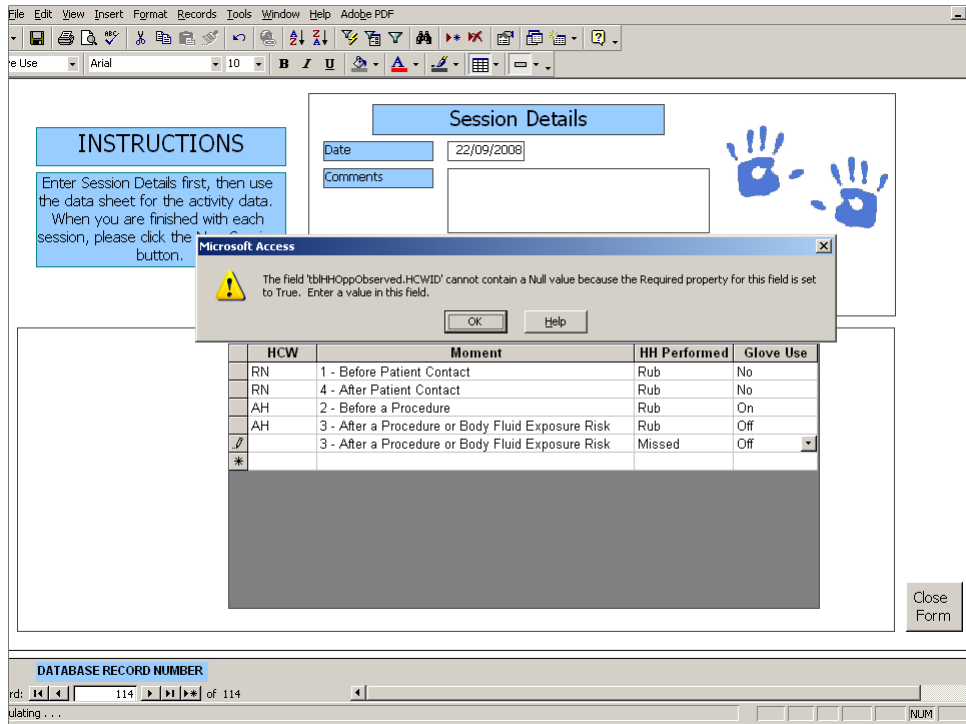 File Edit View Insert Format Records Tools Window Help Adobe PDF
e Use Arial 10 B I U A
Session Details
INSTRUCTIONS
Date 22/09/2008
Comments
Enter Session Details first, then use
the data sheet for the activity data.
When you are finished with each
session, please click the
button.
Microsoft Access
The field 'tblHHOppObserved.HCWID' cannot contain a Null value because the Required property for this field is set
to True. Enter a value in this field.
OK Help
HCW Moment HH Performed Glove Use
RN 1 - Before Patient Contact Rub No
RN 4 - After Patient Contact Rub No
AH 2 - Before a Procedure Rub On
AH 3 - After a Procedure or Body Fluid Exposure Risk Rub Off
3 - After a Procedure or Body Fluid Exposure Risk Missed Off
Close
Form
DATABASE RECORD NUMBER
rd: 114 of 114
ulating . . . NUM